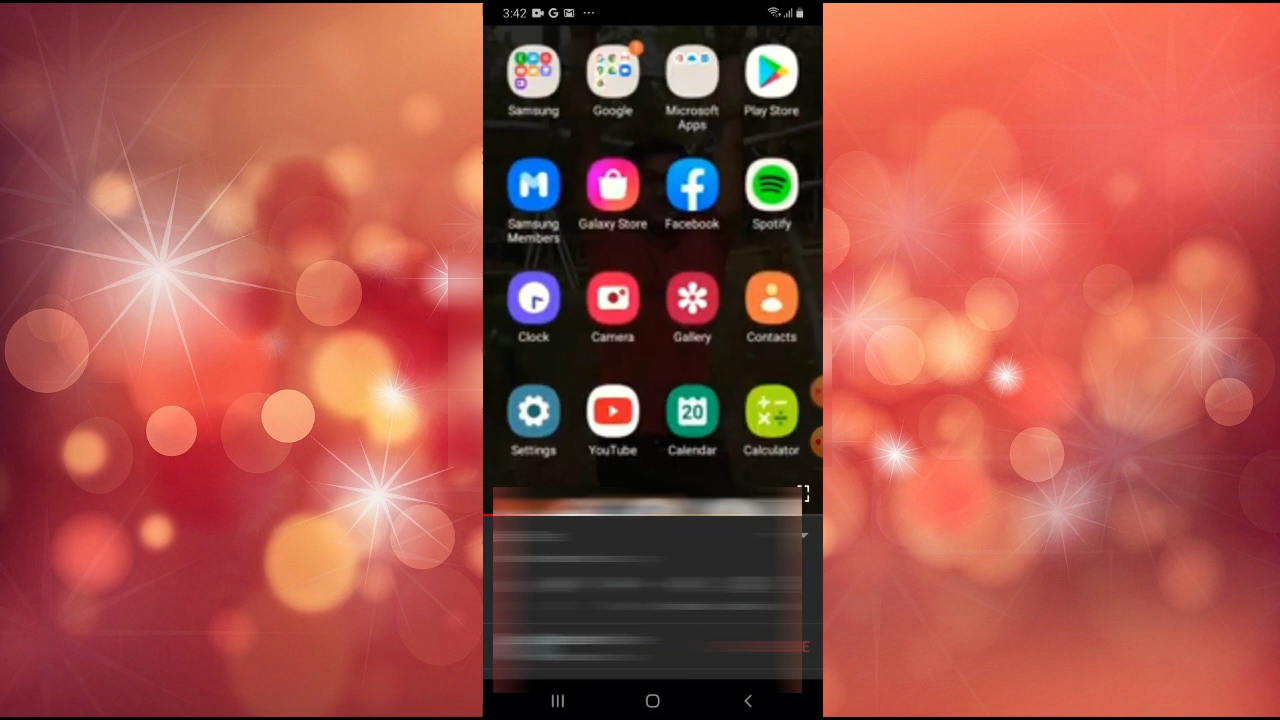 3:42
Samsung
Google
Microsoft
Apps
Play Store
Samsung
Members
Galaxy Store
Facebook
Spotify
Clock
Camera
Gallery
Contacts
Settings
YouTube
20
Calendar
Calculator
E